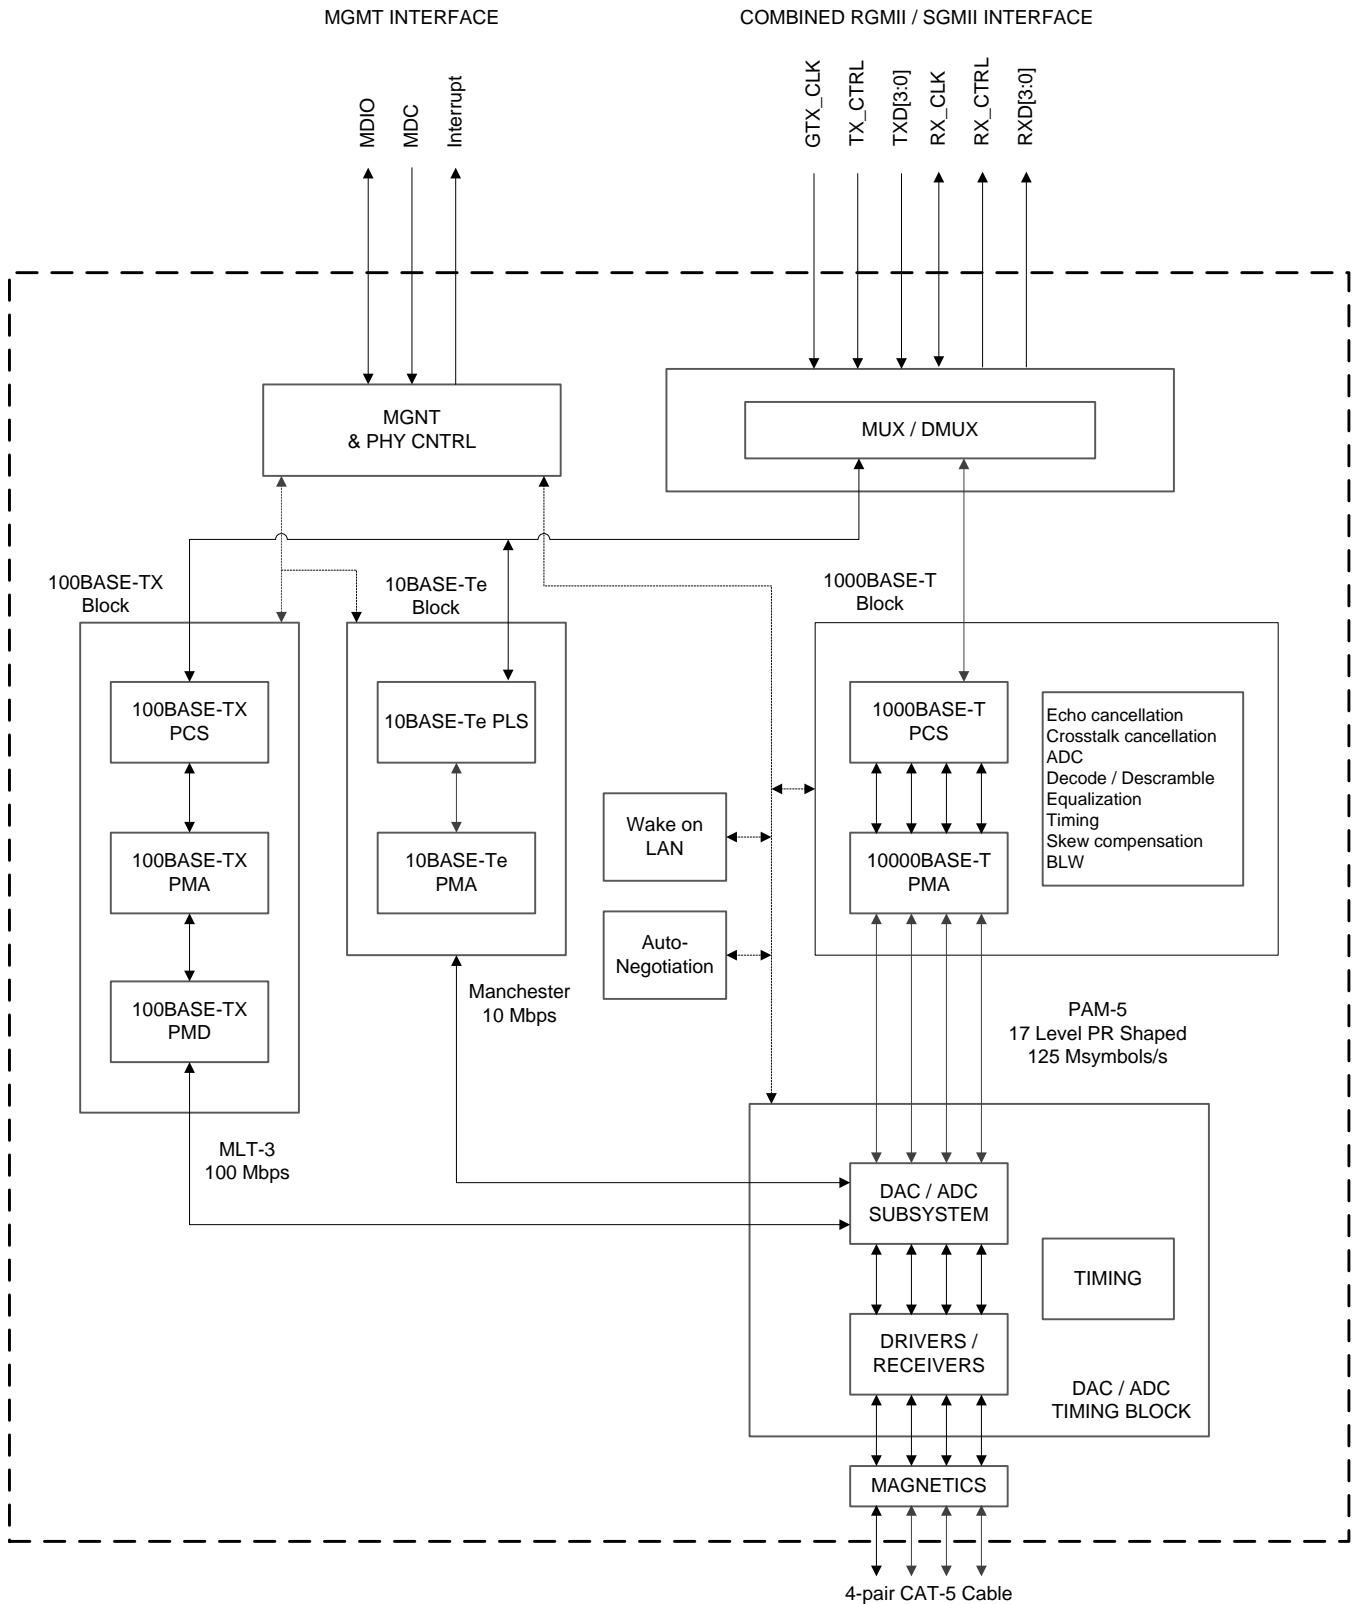 MGMT INTERFACE
COMBINED RGMII / SGMII INTERFACE
MDIO
MDC
Interrupt
GTX_CLK
TX_CTRL
TXD[3:0]
RX_CLK
RX_CTRL
RXD[3:0]
MGNT
& PHY CNTRL
MUX / DMUX
100BASE-TX
Block
10BASE-Te
Block
1000BASE-T
Block
100BASE-TX
PCS
10BASE-Te PLS
1000BASE-T
PCS
Echo cancellation
Crosstalk cancellation
ADC
Decode / Descramble
Equalization
Timing
Skew compensation
BLW
Wake on
LAN
100BASE-TX
PMA
10BASE-Te
PMA
10000BASE-T
PMA
Auto-
Negotiation
100BASE-TX
PMD
Manchester
10 Mbps
PAM-5
17 Level PR Shaped
125 Msymbols/s
MLT-3
100 Mbps
DAC / ADC
SUBSYSTEM
TIMING
DRIVERS /
RECEIVERS
DAC / ADC
TIMING BLOCK
MAGNETICS
4-pair CAT-5 Cable